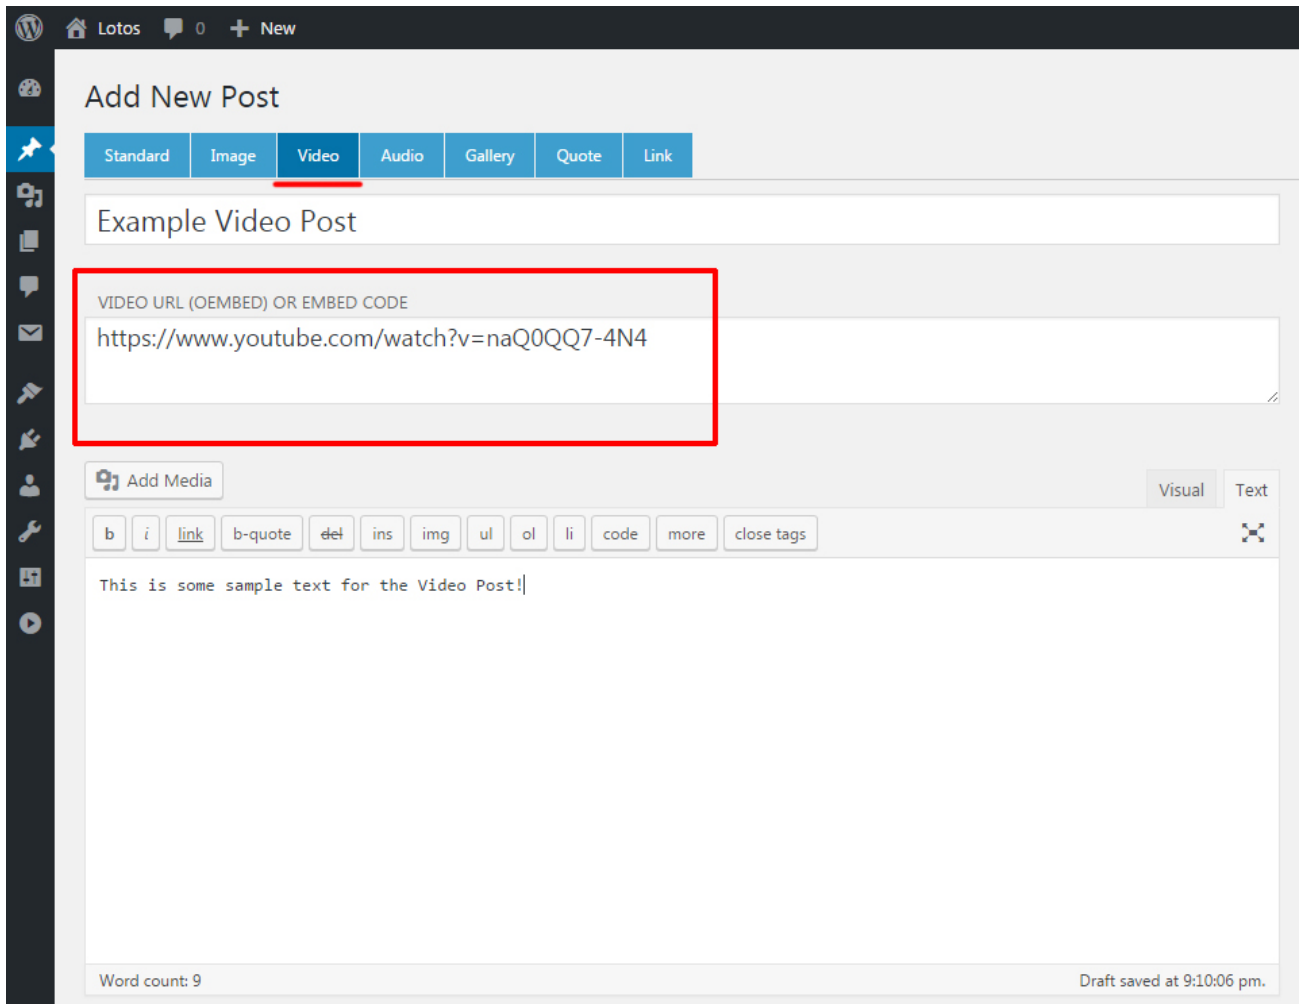 Lotos 0 New
Add New Post
Standard Image Video Audio Gallery Quote Link
Example Video Post
VIDEO URL (OEMBED) OR EMBED CODE
https://www.youtube.com/watch?v=naQ0QQ7-4N4
Add Media
Visual Text
b i link b-quote del ins img ul ol li code more close tags
This is some sample text for the Video Post!
Word count: 9 Draft saved at 9:10:06 pm.